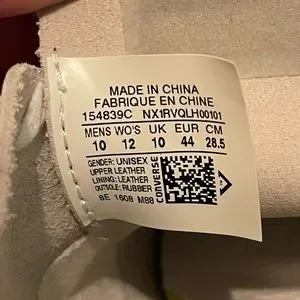 MADE IN CHINA
FABRIQUE EN CHINE
154839C NX1RVQLH00101
MENS WO'S UK EUR CM
10 12 10 44 28.5
GENDER: UNISEX
UPPER: LEATHER
LINING: LEATHER
OUTSOLE: RUBBER
8E 1608 M88
CONVERSE